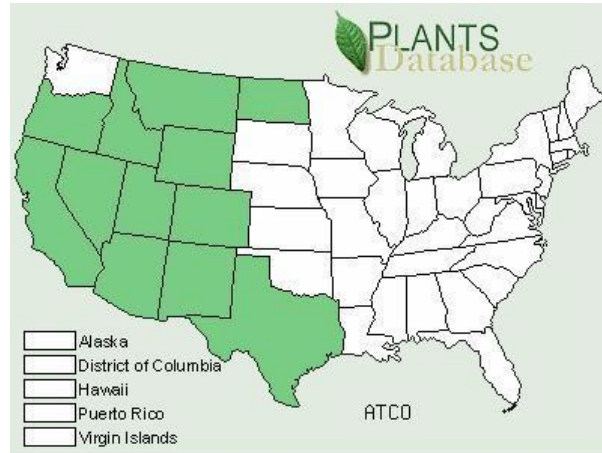 PLANTS
Database
Alaska
District of Columbia
Hawaii
Puerto Rico
Virgin Islands
ATCO